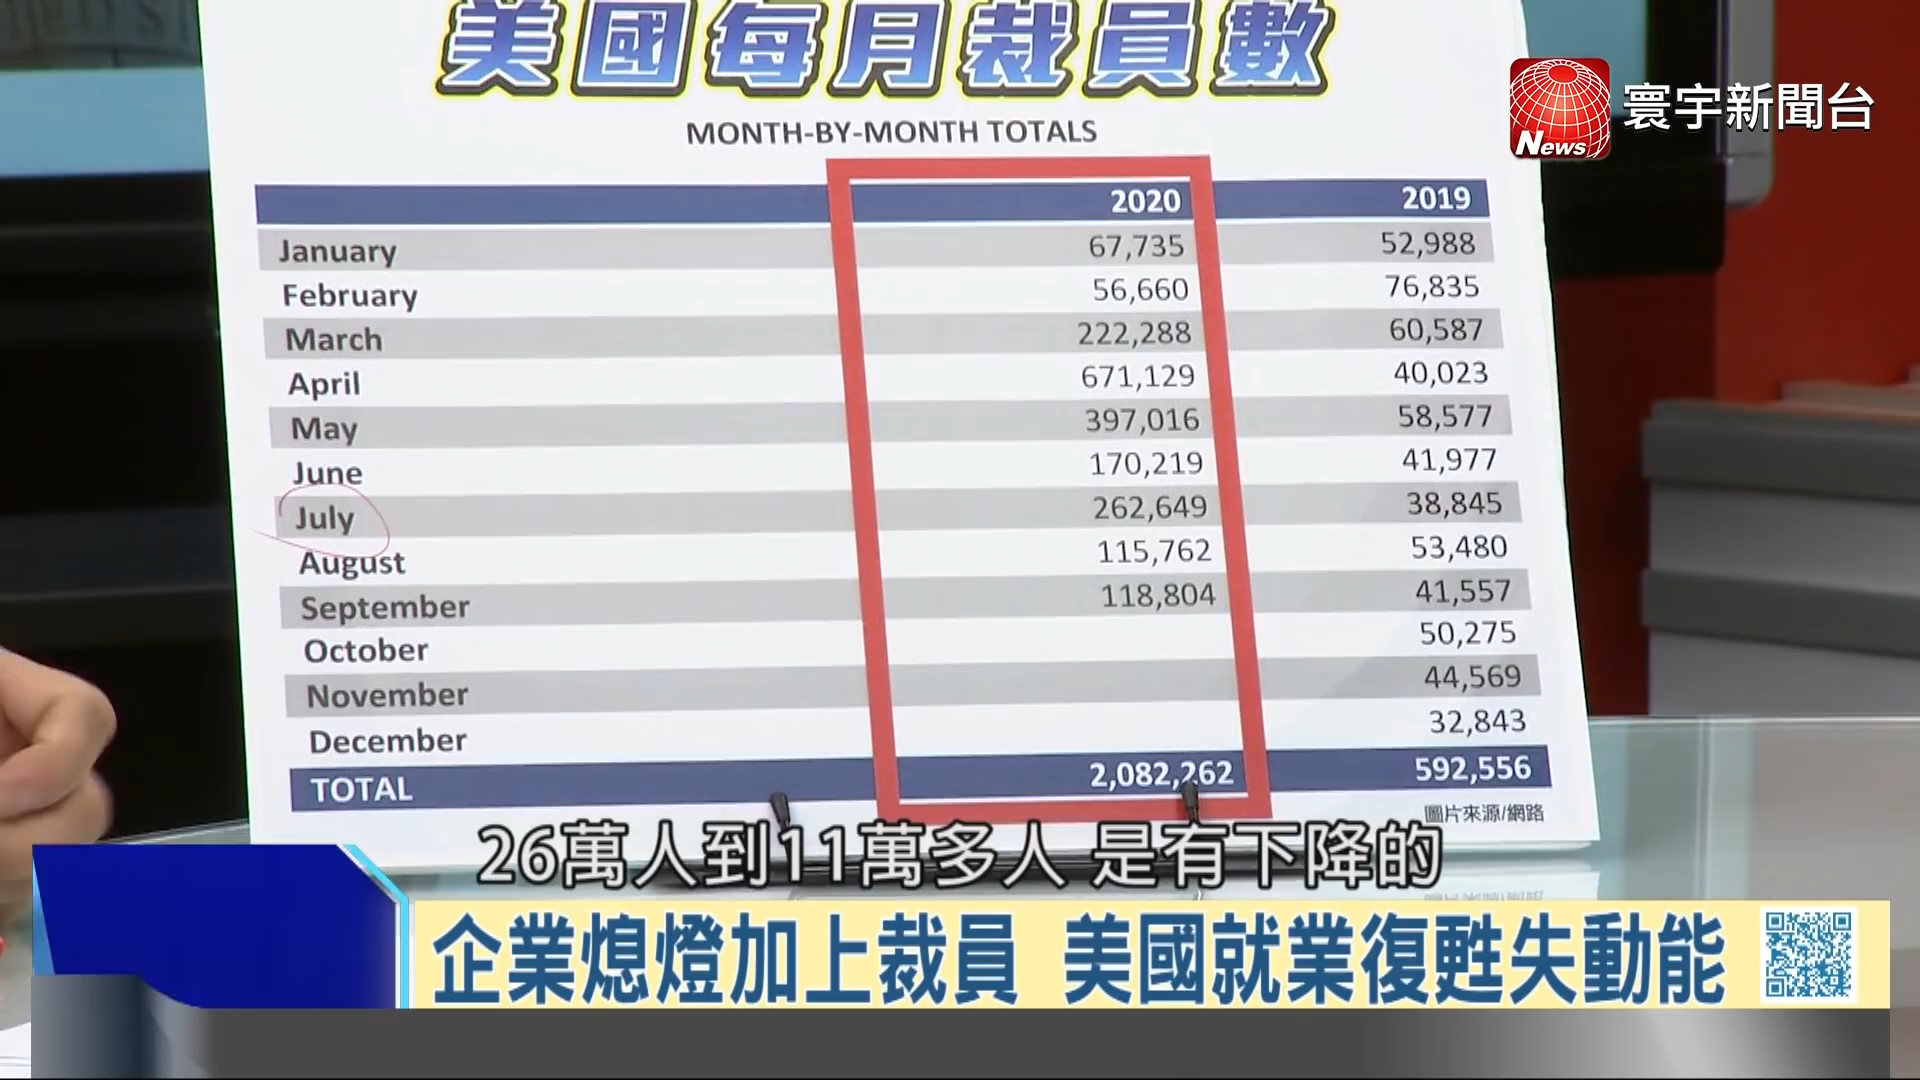 美國每月裁員數
News 寰宇新聞台
MONTH-BY-MONTH TOTALS
2020 2019
January 67,735 52,988
February 56,660 76,835
March 222,288 60,587
April 671,129 40,023
May 397,016 58,577
June 170,219 41,977
July 262,649 38,845
August 115,762 53,480
September 118,804 41,557
October 50,275
November 44,569
December 32,843
TOTAL 2,082,262 592,556
圖片來源/網路
26萬人到11萬多人 是有下降的
企業熄燈加上裁員 美國就業復甦失動能